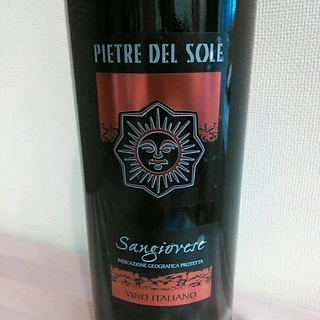 PIETRE DEL SOLE
Sangiovese
INDICAZIONE GEOGRAFICA PROTETTA
VINO ITALIANO